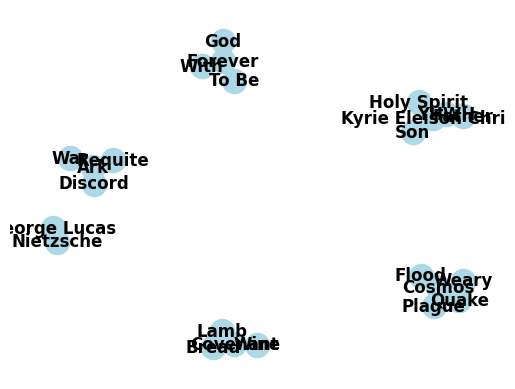 God
Forever
With
To Be
Holy Spirit
YHWH
Father
Kyrie Eleison
Son
War
Requite
Ark
Discord
eorge Lucas
Nietzsche
Flood
Weary
Cosmos
Quake
Plague
Lamb
Covenant
Wine
Bread